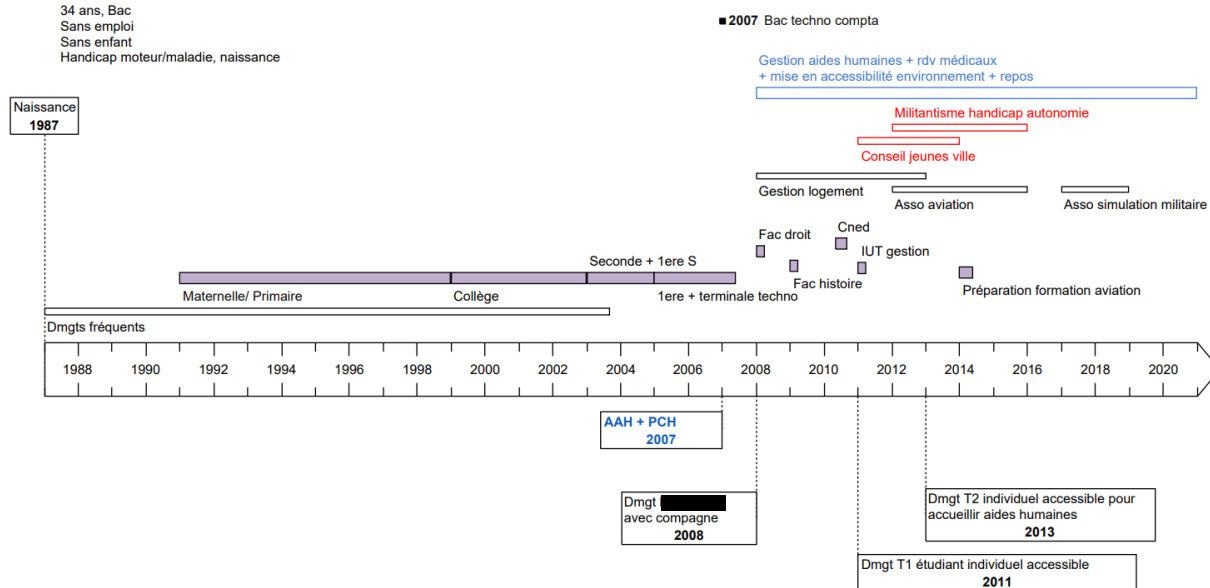 34 ans, Bac
Sans emploi
Sans enfant
Handicap moteur/maladie, naissance
2007 Bac techno compta
Gestion aides humaines + rdv médicaux
+ mise en accessibilité environnement + repos
Naissance
1987
Militantisme handicap autonomie
Conseil jeunes ville
Gestion logement
Asso aviation
Asso simulation militaire
Fac droit
Cned
Seconde + 1ere S
IUT gestion
Fac histoire
Maternelle/ Primaire
Collège
1ere + terminale techno
Préparation formation aviation
Dmgts fréquents
1988 1990 1992 1994 1996 1998 2000 2002 2004 2006 2008 2010 2012 2014 2016 2018 2020
AAH + PCH
2007
Dmgt
avec compagne
2008
Dmgt T2 individuel accessible pour
accueillir aides humaines
2013
Dmgt T1 étudiant individuel accessible
2011